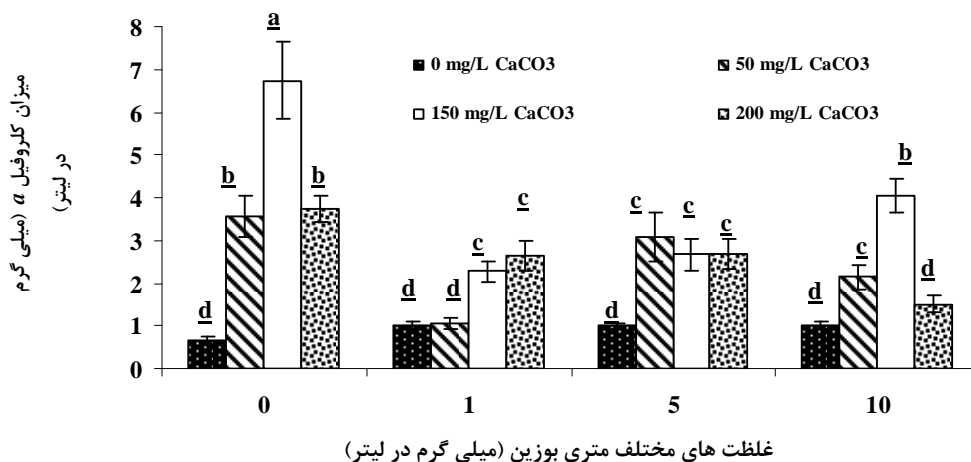 میزان کلروفیل a (میلی گرم
در لیتر)
8
7
6
5
4
3
2
1
0
0 mg/L CaCO3
50 mg/L CaCO3
150 mg/L CaCO3
200 mg/L CaCO3
d
b
a
b
d
d
c
c
d
c
c
c
d
c
b
d
0
1
5
10
غلظت های مختلف متری بوزین (میلی گرم در لیتر)